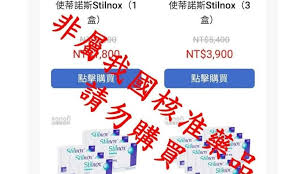 使蒂諾斯Stilnox（1
盒）
,800
點擊購買
使蒂諾斯Stilnox（3
盒）
NT$5,400
NT$3,900
點擊購買
非屬我國核准藥品
請勿購買
Stilnox
Stilnox